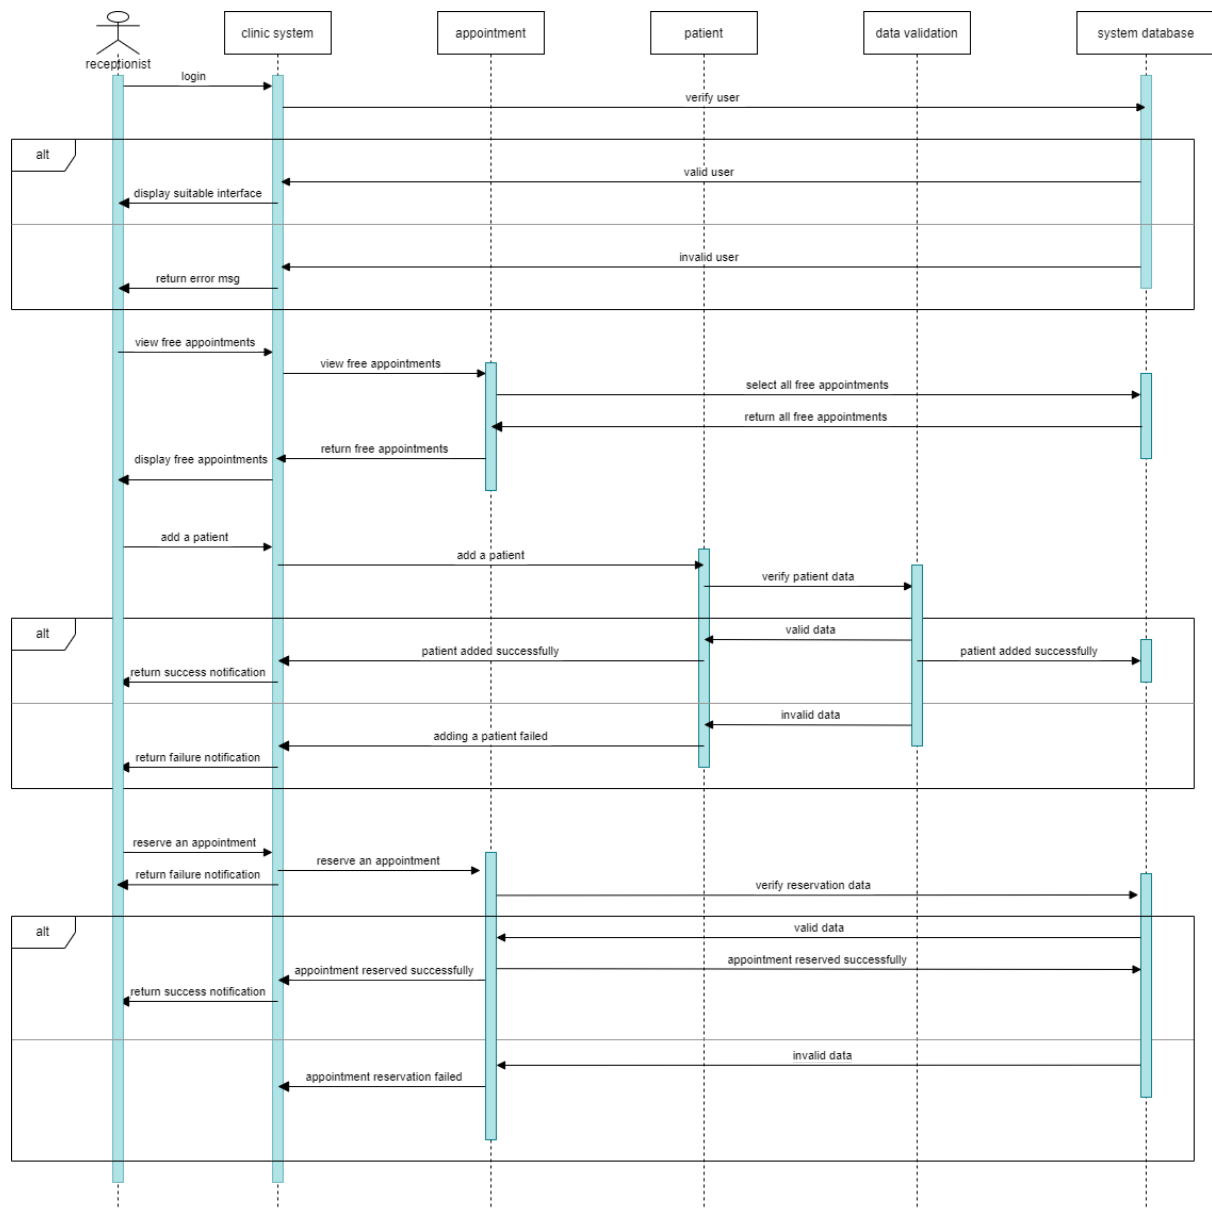 clinic system
appointment
patient
data validation
system database
receptionist
login
verify user
alt
valid user
display suitable interface
invalid user
return error msg
view free appointments
view free appointments
select all free appointments
return all free appointments
return free appointments
display free appointments
add a patient
add a patient
verify patient data
alt
valid data
patient added successfully
patient added successfully
return success notification
invalid data
adding a patient failed
return failure notification
reserve an appointment
reserve an appointment
return failure notification
verify reservation data
alt
valid data
appointment reserved successfully
appointment reserved successfully
return success notification
invalid data
appointment reservation failed